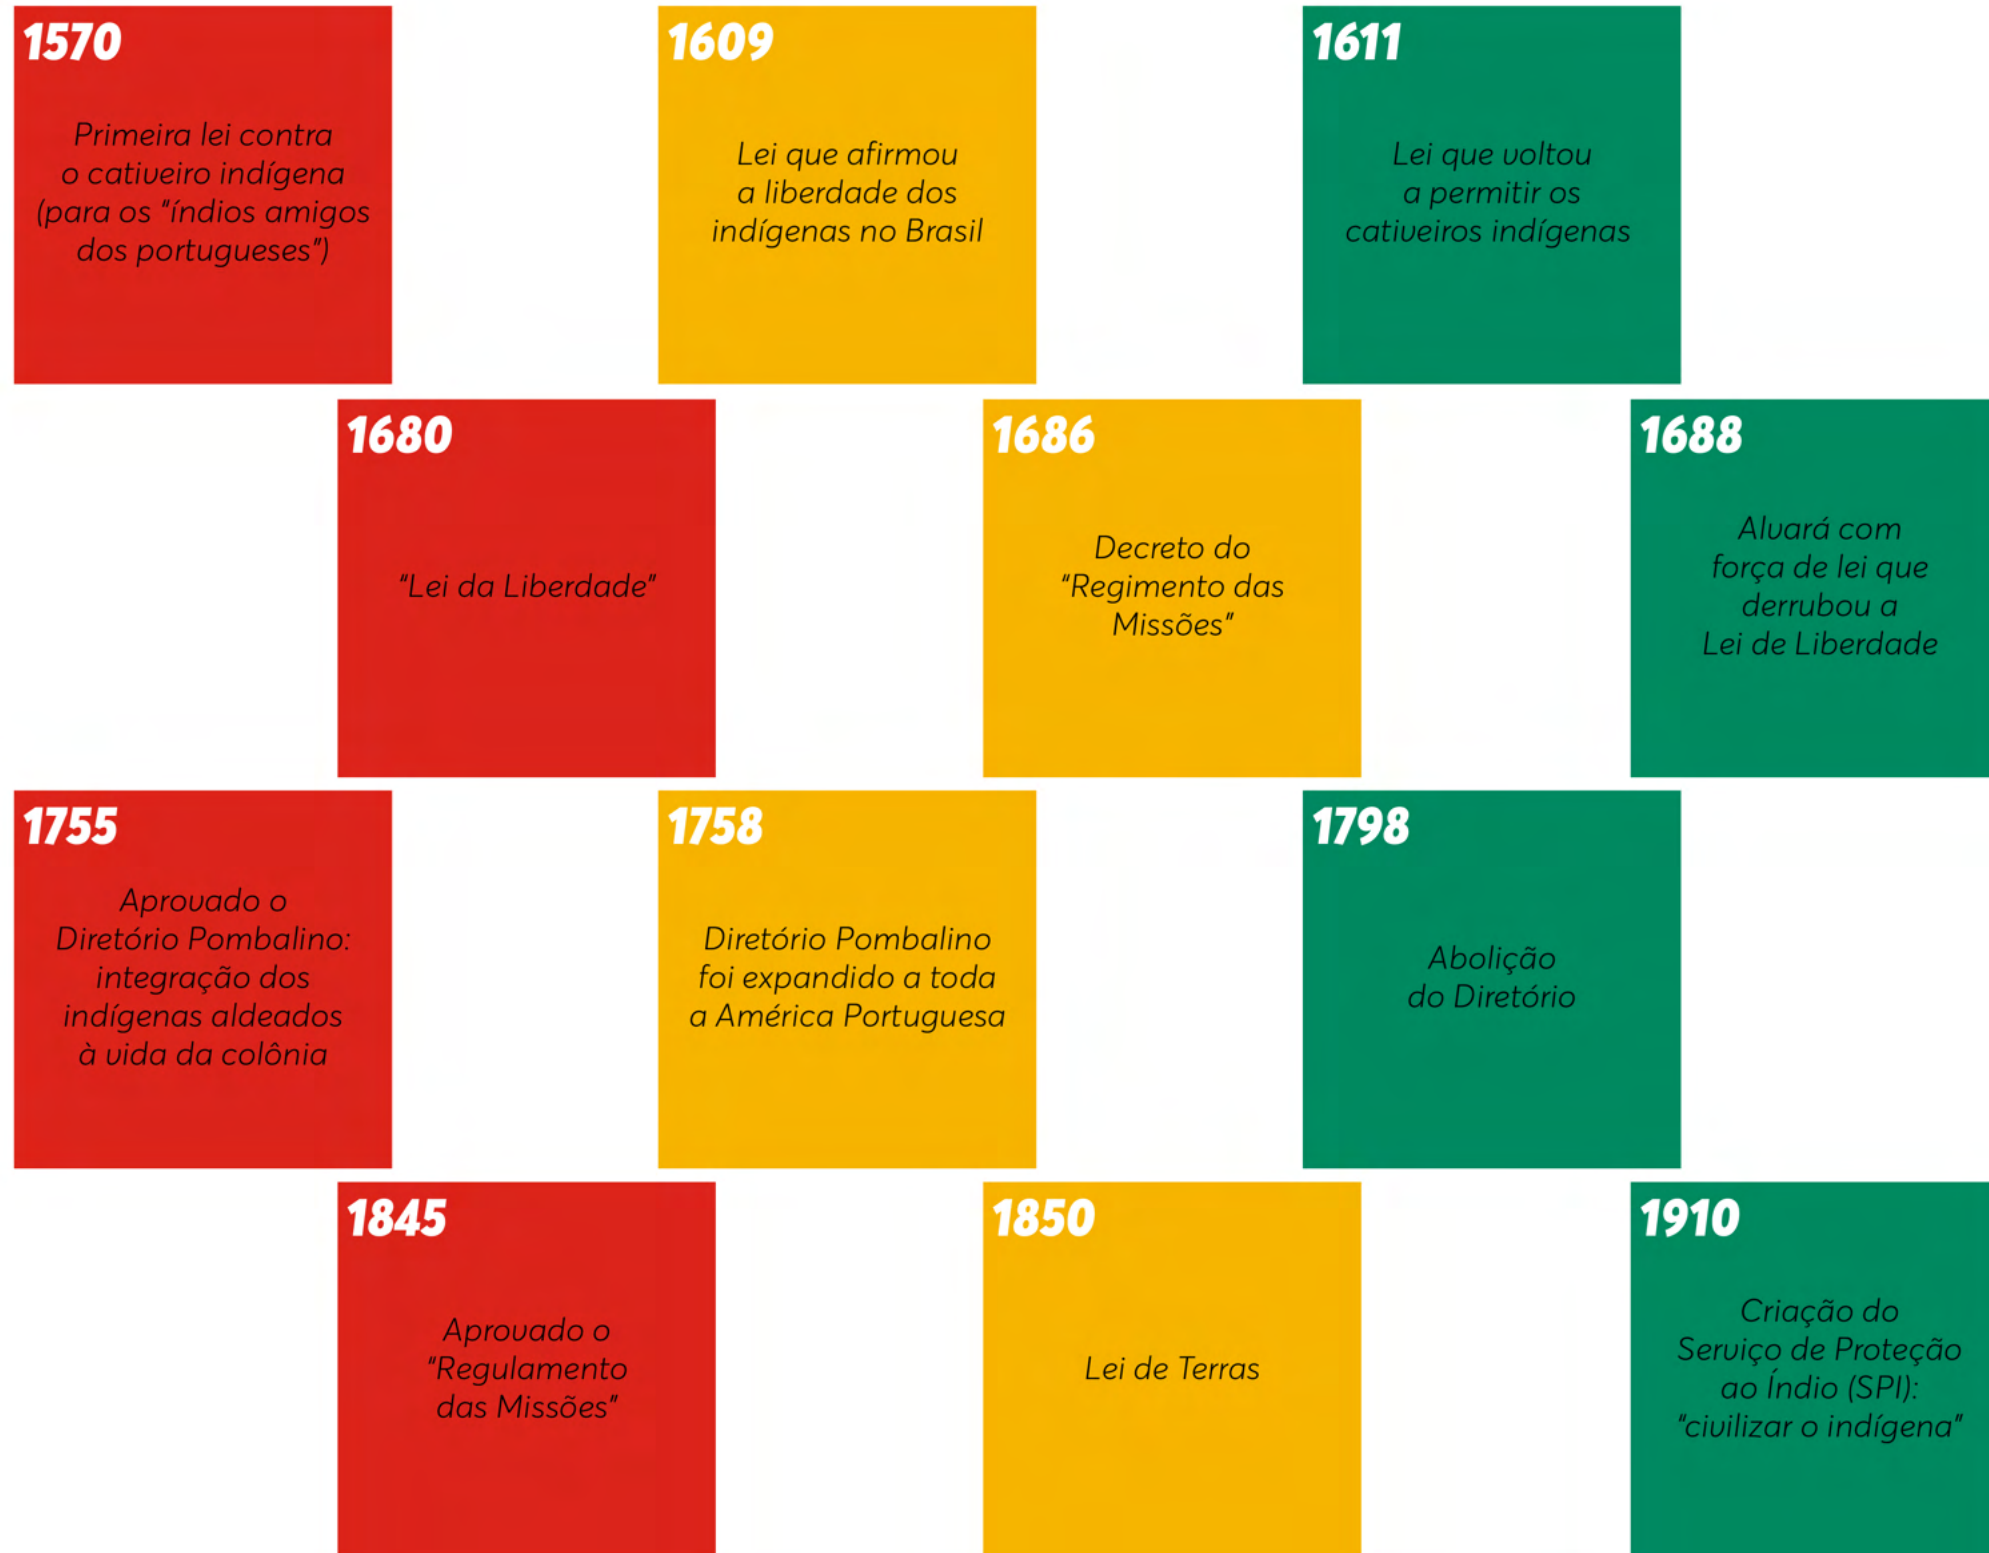 1570
Primeira lei contra
o cativeiro indígena
(para os "índios amigos
dos portugueses")
1609
Lei que afirmou
a liberdade dos
indígenas no Brasil
1611
Lei que voltou
a permitir os
cativeiros indígenas
1680
"Lei da Liberdade"
1686
Decreto do
"Regimento das
Missões"
1688
Alvará com
força de lei que
derrubou a
Lei de Liberdade
1755
Aprovado o
Diretório Pombalino:
integração dos
indígenas aldeados
à vida da colônia
1758
Diretório Pombalino
foi expandido a toda
a América Portuguesa
1798
Abolição
do Diretório
1845
Aprovado o
"Regulamento
das Missões"
1850
Lei de Terras
1910
Criação do
Serviço de Proteção
ao Índio (SPI):
"civilizar o indígena"